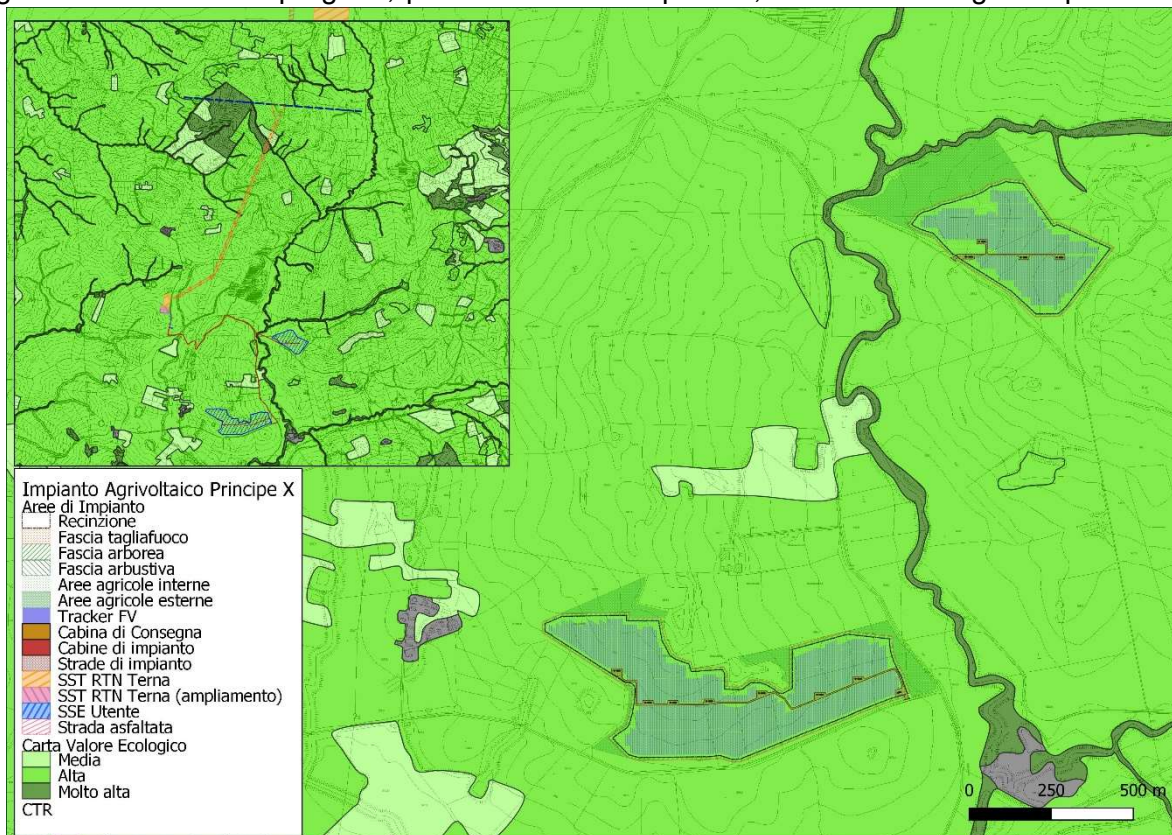 Impianto Agrivoltaico Principe X
Aree di Impianto
Recinzione
Fascia tagliafuoco
Fascia arborea
Fascia arbustiva
Aree agricole interne
Aree agricole esterne
Tracker FV
Cabina di Consegna
Cabine di impianto
Strade di impianto
SST RTN Terna
SST RTN Terna (ampliamento)
SSE Utente
Strada asfaltata
Carta Valore Ecologico
Media
Alta
Molto alta
CTR
0 250 500 m